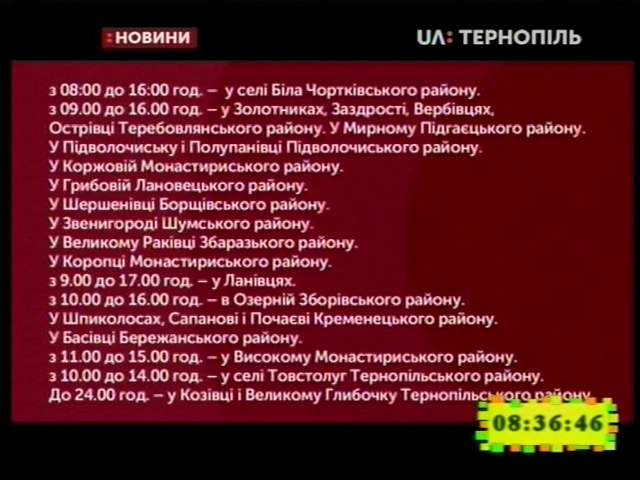 :НОВИНИ
UA: ТЕРНОПІЛЬ
з 08:00 до 16:00 год. – у селі Біла Чортківського району.
з 09.00 до 16.00 год. – у Золотниках, Заздрості, Вербівцях,
Острівці Теребовлянського району. У Мирному Підгаєцького району.
У Підволочиську і Полупанівці Підволочиського району.
У Коржовій Монастириського району.
У Грибовій Лановецького району.
У Шершенівці Борщівського району.
У Звенигороді Шумського району.
У Великому Раківці Збаразького району.
У Коропці Монастириського району.
з 9.00 до 17.00 год. – у Ланівцях.
з 10.00 до 16.00 год. – в Озерній Зборівського району.
У Шпиколосах, Сапанові і Почаєві Кременецького району.
У Басівці Бережанського району.
з 11.00 до 15.00 год. – у Високому Монастириського району.
з 10.00 до 14.00 год. – у селі Товстолуг Тернопільського району.
До 24.00 год. – у Козівці і Великому Глибочку Тернопільського району.
08:36:46